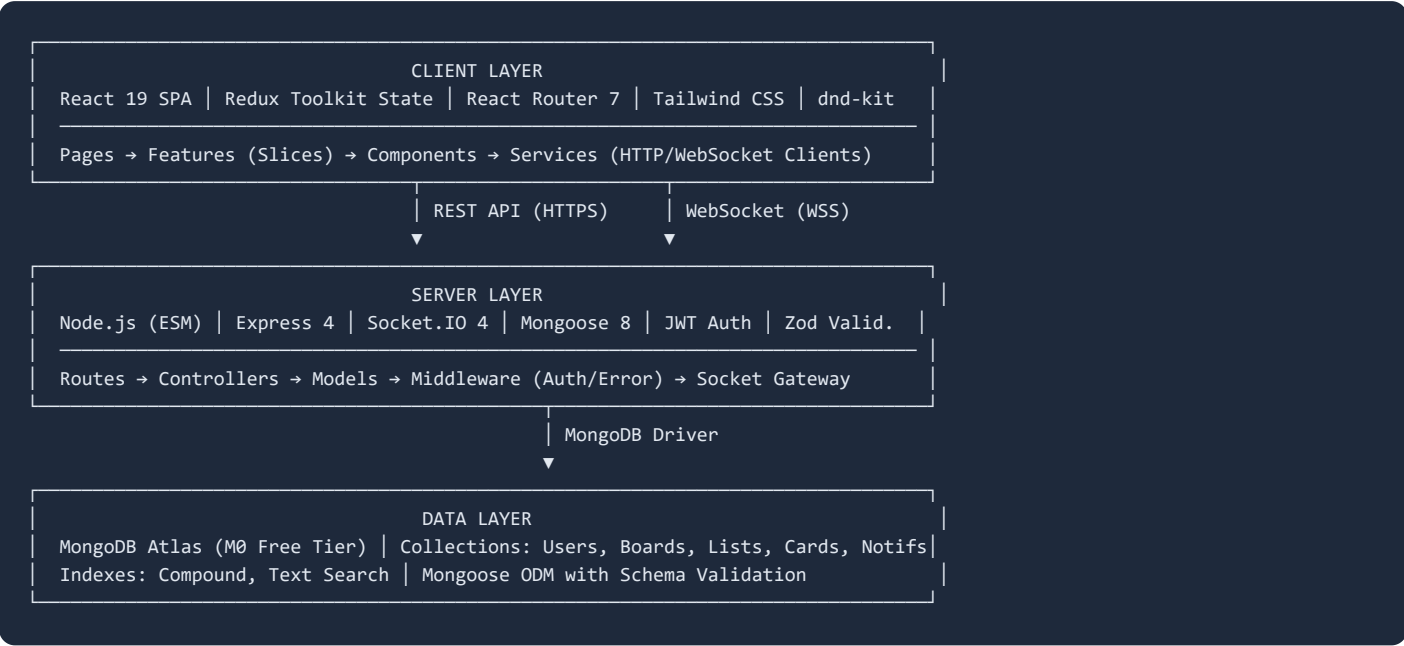 CLIENT LAYER
React 19 SPA │ Redux Toolkit State │ React Router 7 │ Tailwind CSS │ dnd-kit
Pages → Features (Slices) → Components → Services (HTTP/WebSocket Clients)
│ REST API (HTTPS) │ WebSocket (WSS)
▼ ▼
SERVER LAYER
Node.js (ESM) │ Express 4 │ Socket.IO 4 │ Mongoose 8 │ JWT Auth │ Zod Valid. │
Routes → Controllers → Models → Middleware (Auth/Error) → Socket Gateway
│ MongoDB Driver
▼
DATA LAYER
MongoDB Atlas (M0 Free Tier) │ Collections: Users, Boards, Lists, Cards, Notifs│
Indexes: Compound, Text Search │ Mongoose ODM with Schema Validation